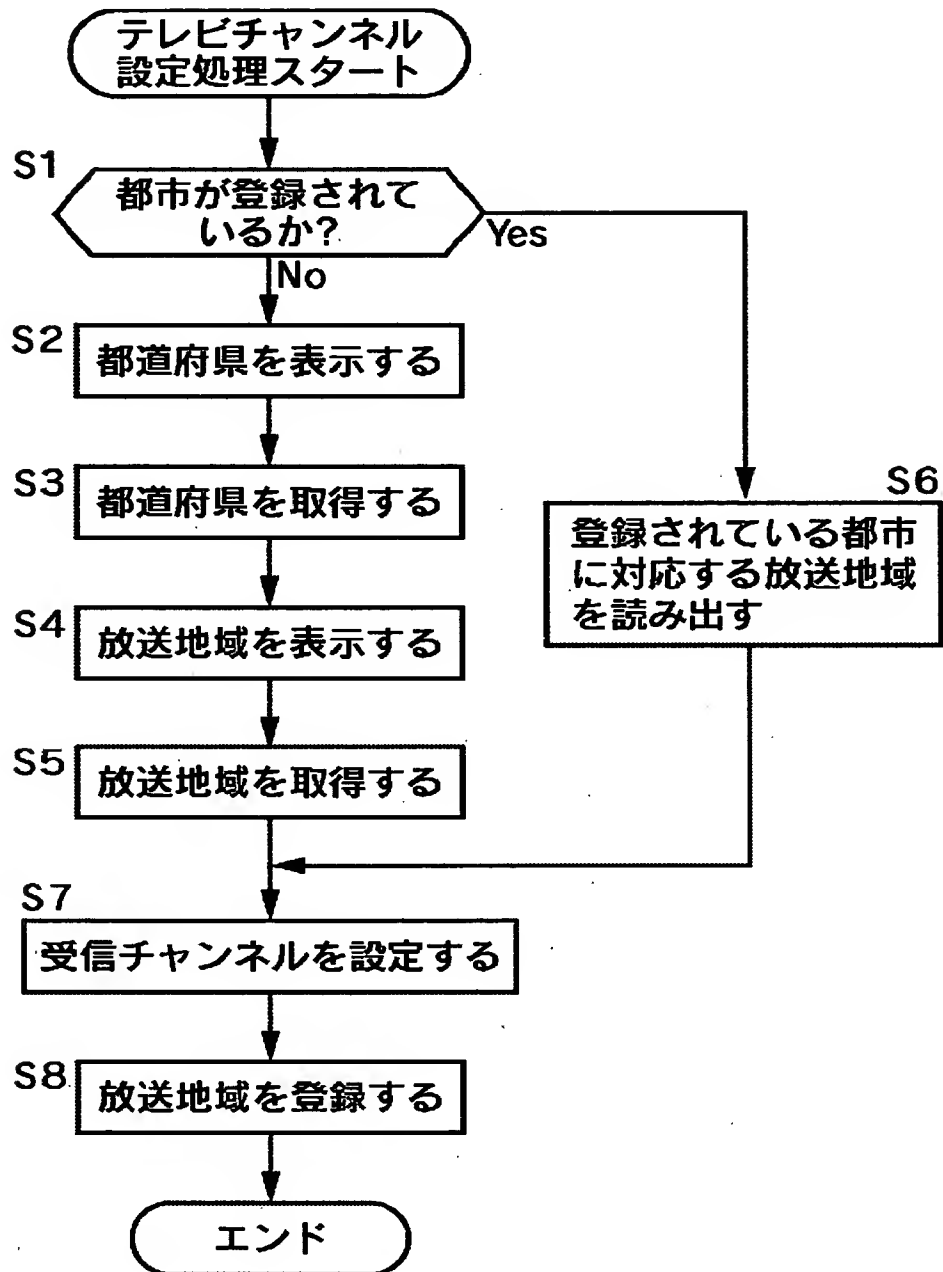 テレビチャンネル
設定処理スタート
S1
都市が登録されて
いるか?
Yes
No
S2
都道府県を表示する
S3
都道府県を取得する
S6
登録されている都市
に対応する放送地域
を読み出す
S4
放送地域を表示する
S5
放送地域を取得する
S7
受信チャンネルを設定する
S8
放送地域を登録する
エンド